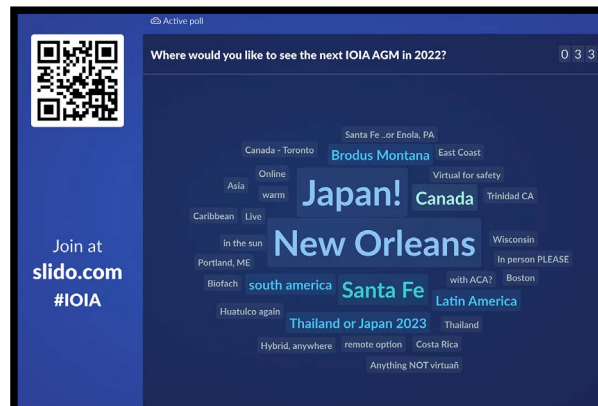 Active poll
Where would you like to see the next IOIA AGM in 2022?
033
Join at
slido.com
#IOIA
Santa Fe ..or Enola, PA
Canada - Toronto
Brodus Montana
East Coast
Online
Virtual for safety
Asia
warm
Japan!
Canada
Trinidad CA
Caribbean
Live
in the sun
New Orleans
Wisconsin
Portland, ME
In person PLEASE
Biofach
south america
Santa Fe
with ACA?
Boston
Latin America
Huatulco again
Thailand or Japan 2023
Thailand
Hybrid, anywhere
remote option
Costa Rica
Anything NOT virtuañ